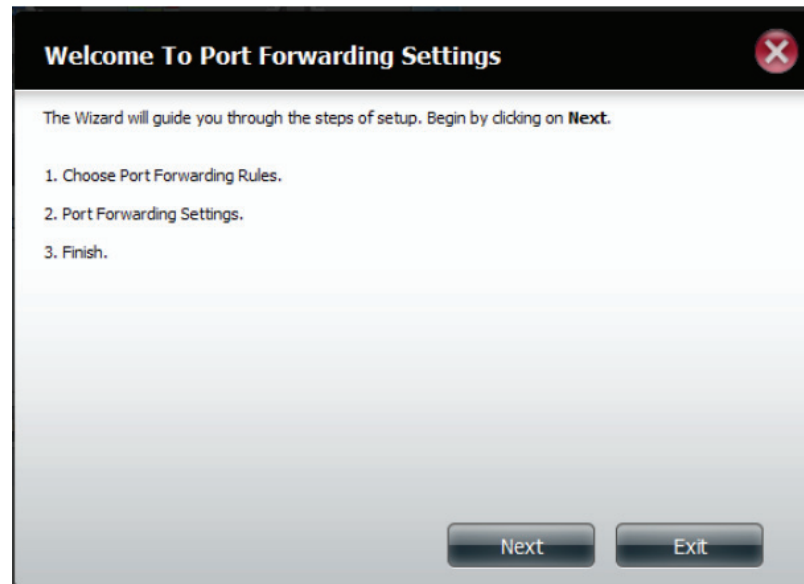 Welcome To Port Forwarding Settings
The Wizard will guide you through the steps of setup. Begin by clicking on Next.
1. Choose Port Forwarding Rules.
2. Port Forwarding Settings.
3. Finish.
Next Exit